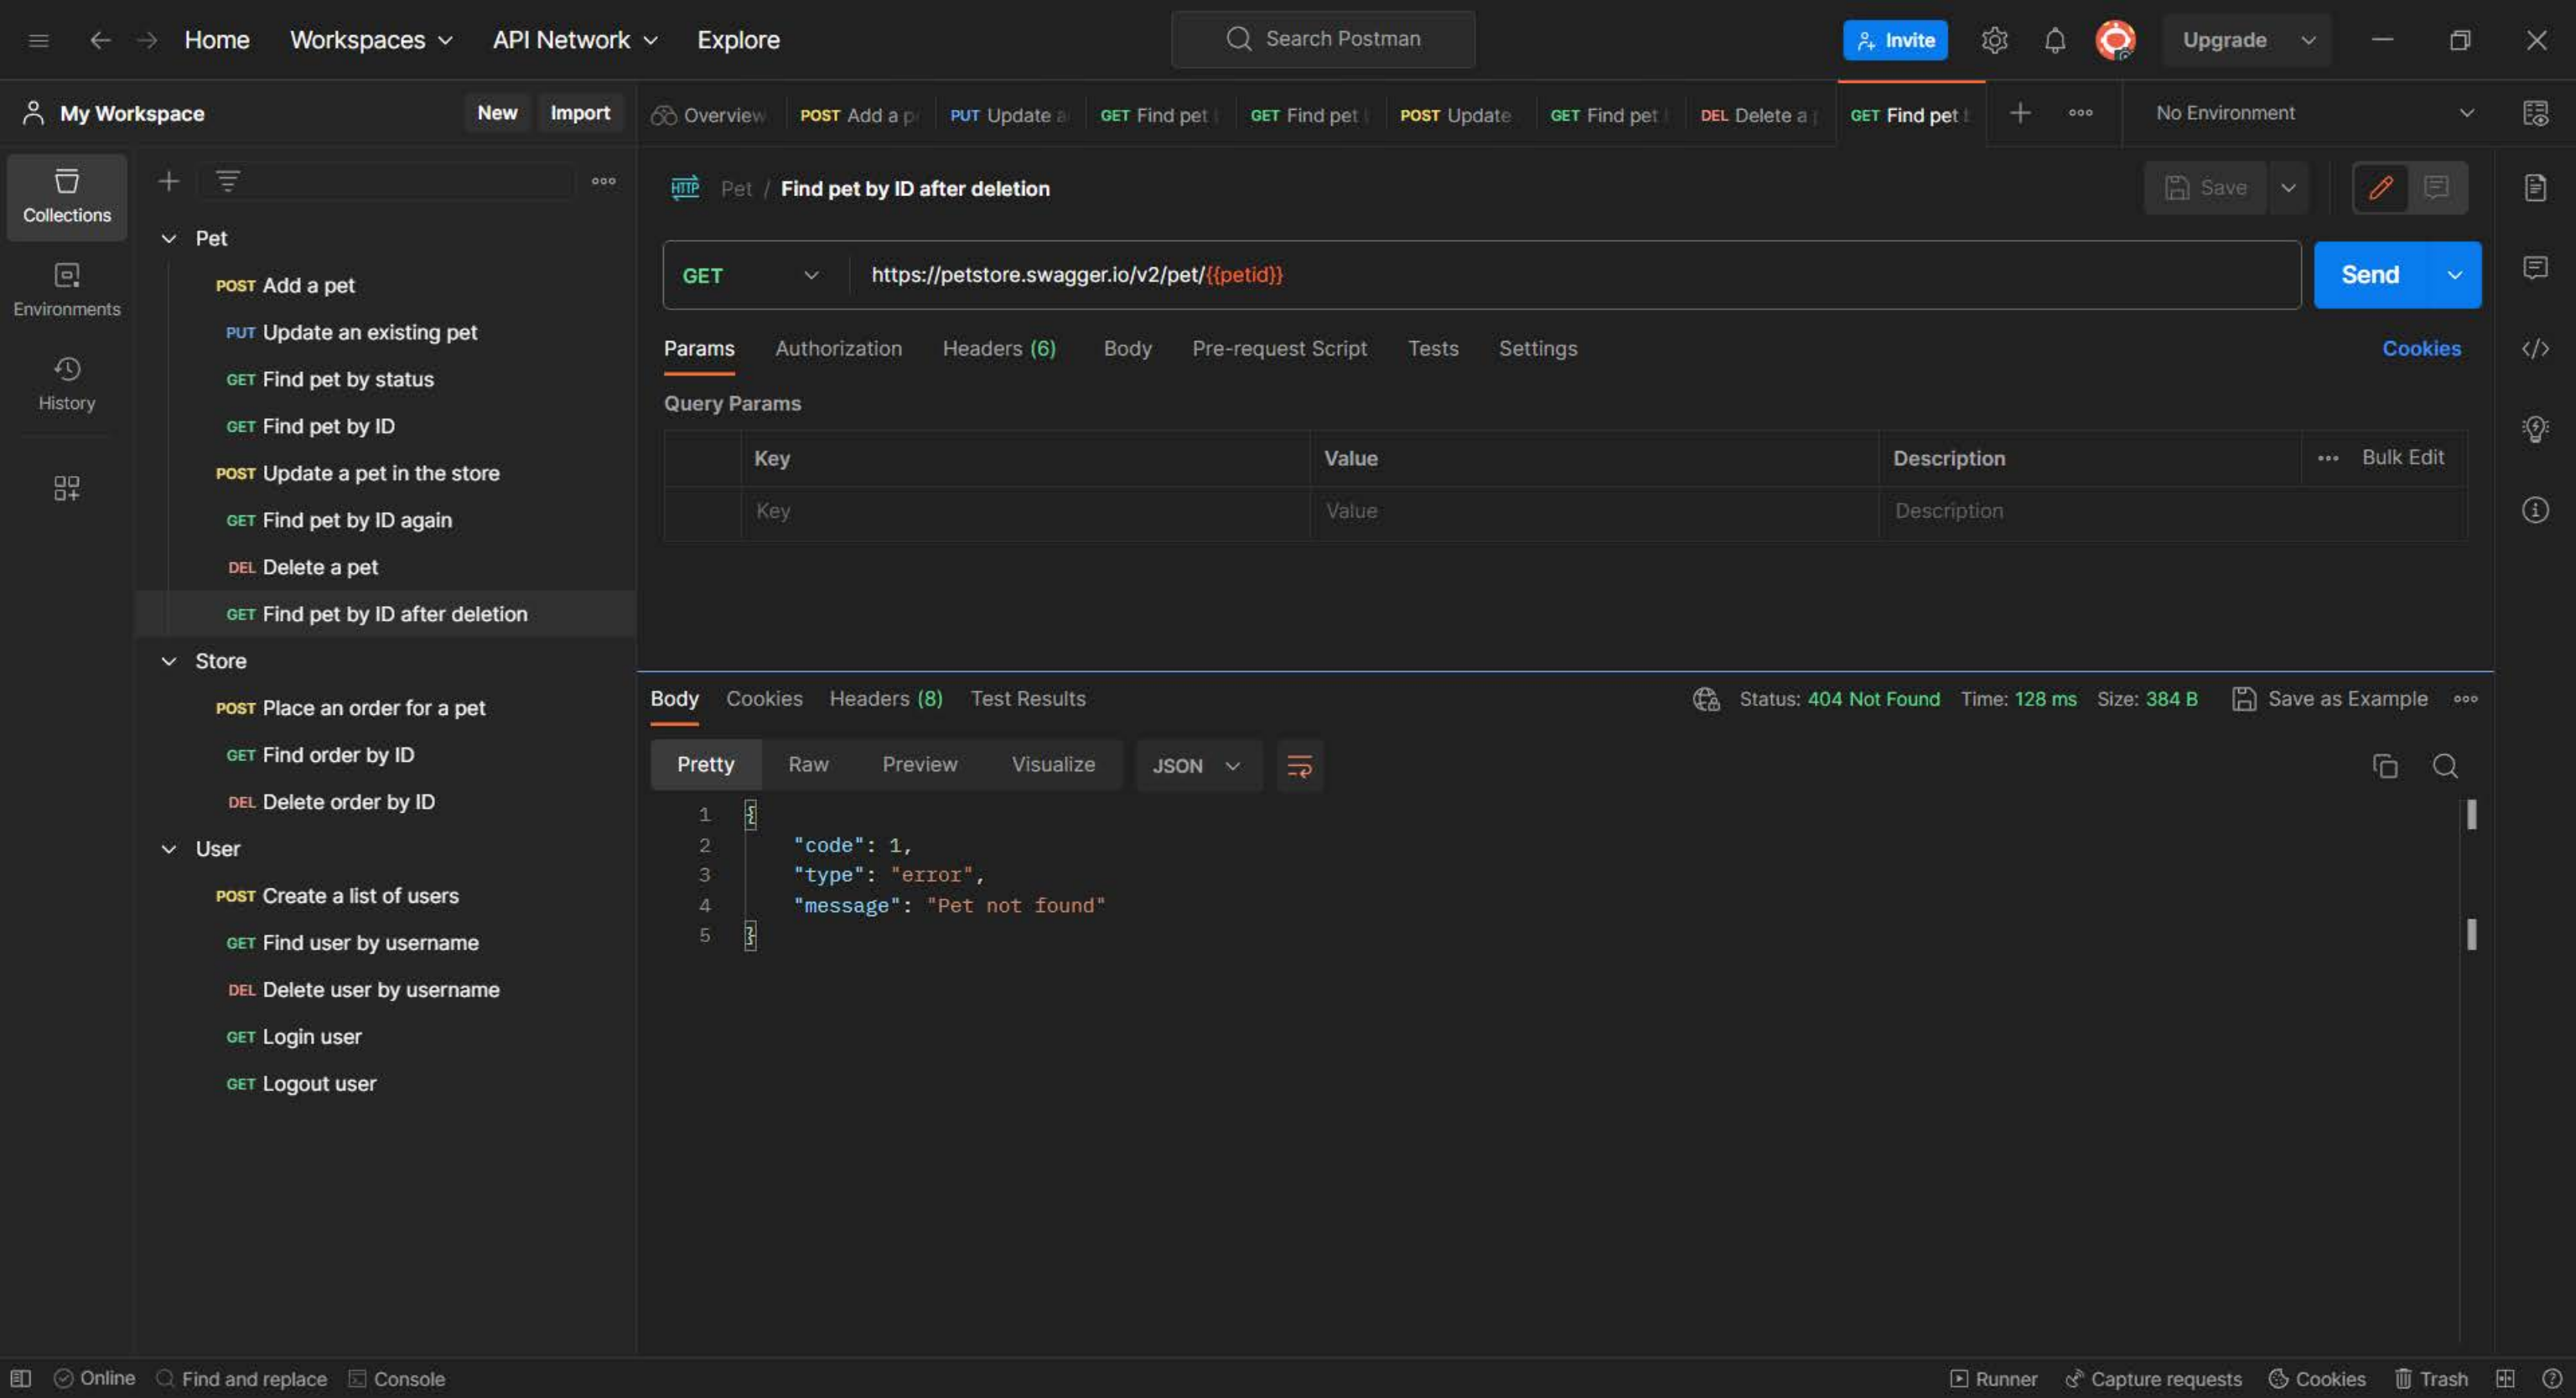 Home Workspaces API Network Explore Search Postman Invite Upgrade
My Workspace New Import
Overview POST Add a p PUT Update a GET Find pet GET Find pet POST Update GET Find pet DEL Delete a GET Find pet No Environment
Collections
Environments
History
Pet
POST Add a pet
PUT Update an existing pet
GET Find pet by status
GET Find pet by ID
POST Update a pet in the store
GET Find pet by ID again
DEL Delete a pet
GET Find pet by ID after deletion
Store
POST Place an order for a pet
GET Find order by ID
DEL Delete order by ID
User
POST Create a list of users
GET Find user by username
DEL Delete user by username
GET Login user
GET Logout user
HTTP Pet / Find pet by ID after deletion Save
GET https://petstore.swagger.io/v2/pet/{{petid}} Send
Params Authorization Headers (6) Body Pre-request Script Tests Settings Cookies
Query Params
Key Value Description Bulk Edit
Key Value Description
Body Cookies Headers (8) Test Results Status: 404 Not Found Time: 128 ms Size: 384 B Save as Example
Pretty Raw Preview Visualize JSON
1 {
2 "code": 1,
3 "type": "error",
4 "message": "Pet not found"
5 }
Online Find and replace Console Runner Capture requests Cookies Trash